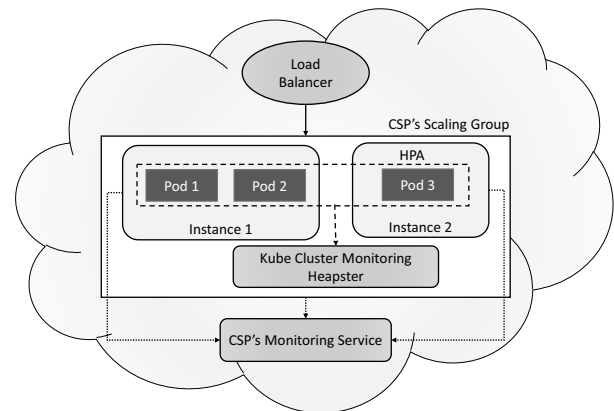 Load
Balancer
CSP's Scaling Group
HPA
Pod 1
Pod 2
Pod 3
Instance 1
Instance 2
Kube Cluster Monitoring
Heapster
CSP's Monitoring Service